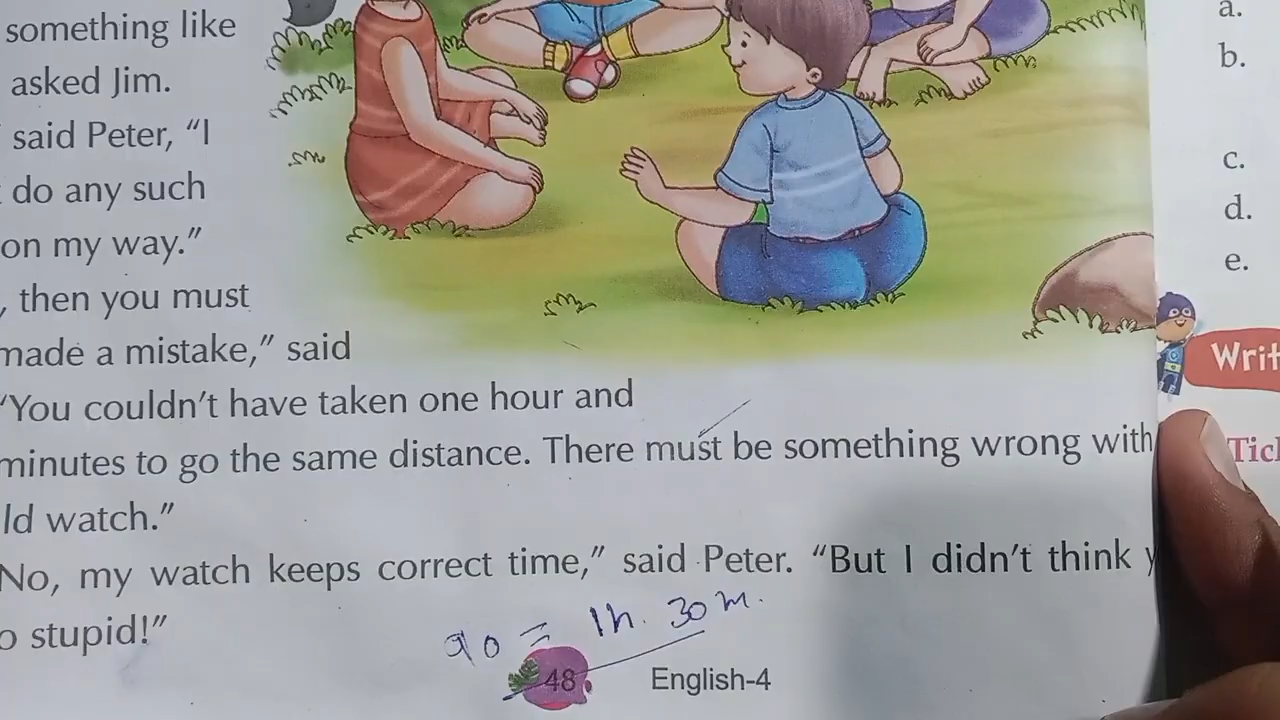 something like
asked Jim.
said Peter, “I
do any such
on my way.”
, then you must
made a mistake,” said
“You couldn’t have taken one hour and
minutes to go the same distance. There must be something wrong with
ld watch.”
No, my watch keeps correct time,” said Peter. “But I didn’t think y
o stupid!”
90 = 1h. 30 m.
48 English-4
a.
b.
c.
d.
e.
Writ
Tick